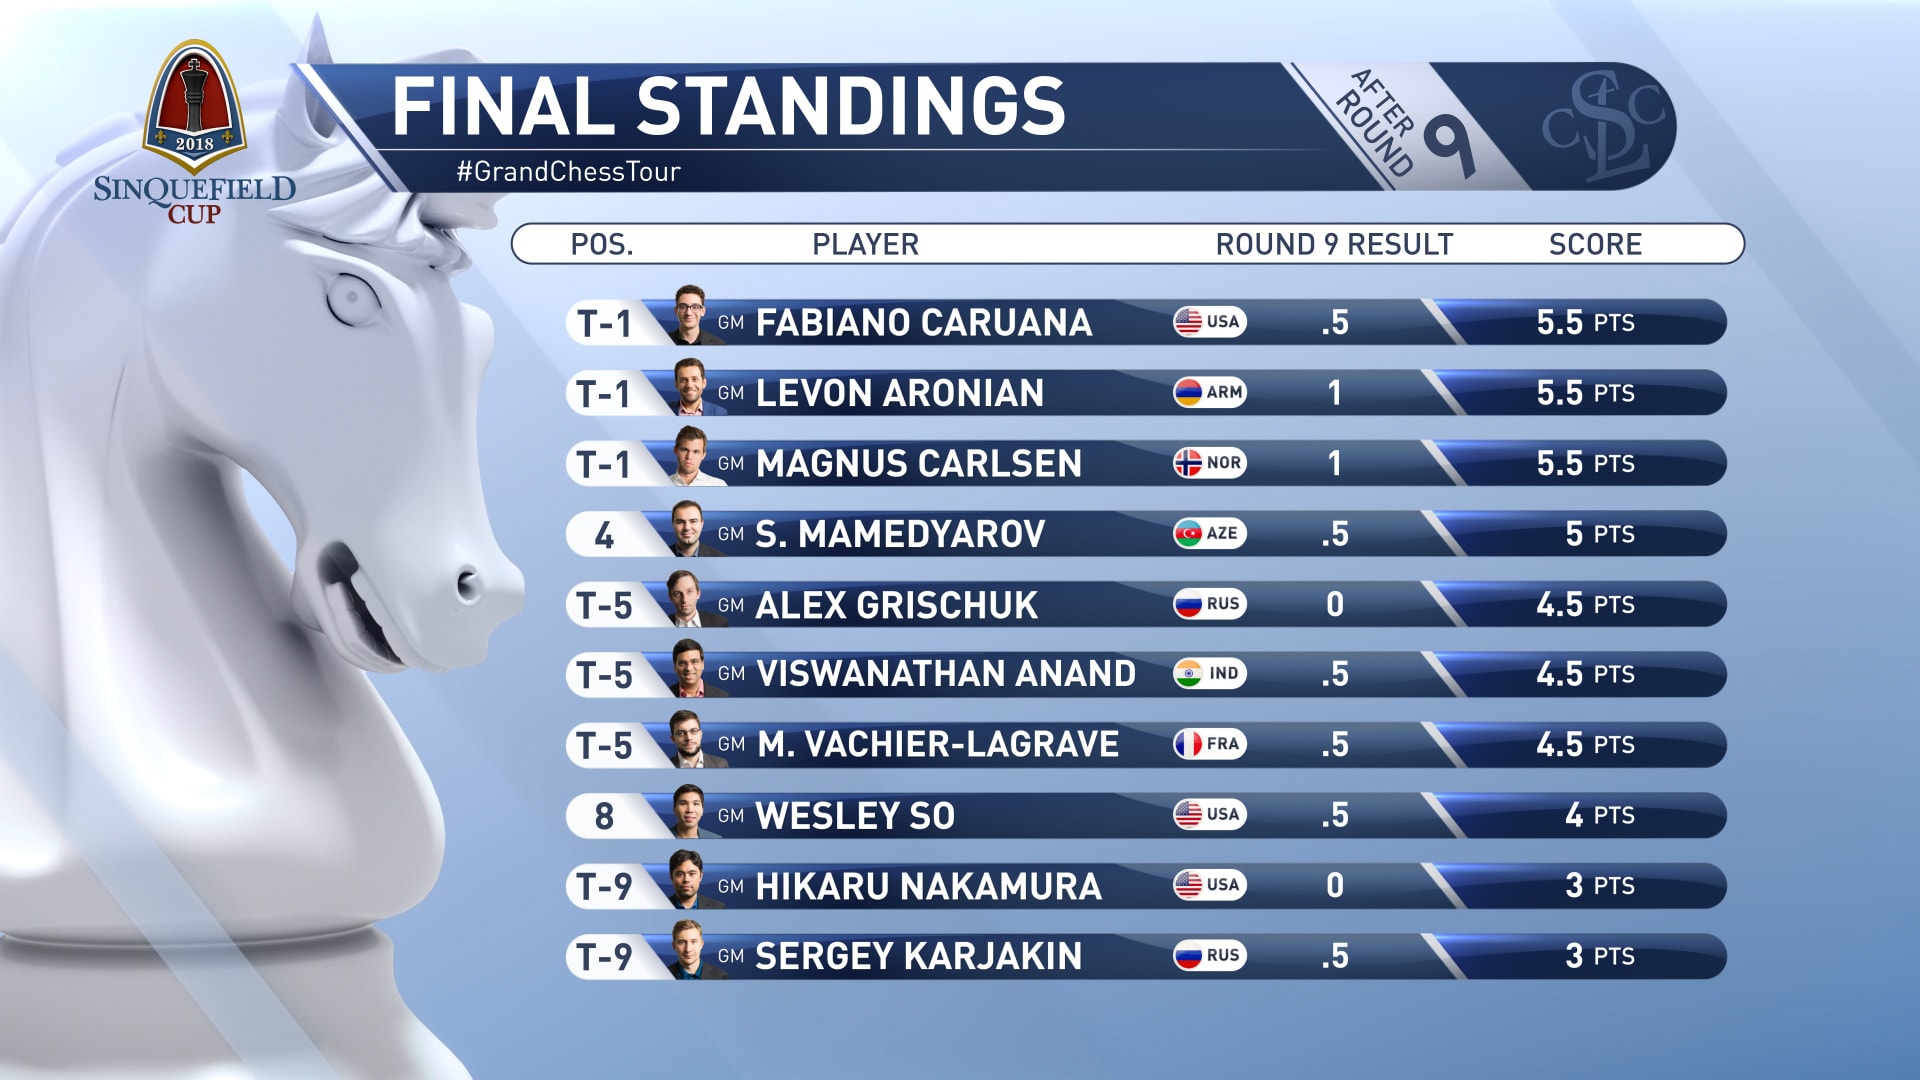 2018
SINQUEFIELD
CUP
FINAL STANDINGS
#GrandChessTour
AFTER
ROUND
9
CSLCC
POS. PLAYER ROUND 9 RESULT SCORE
T-1 GM FABIANO CARUANA USA .5 5.5 PTS
T-1 GM LEVON ARONIAN ARM 1 5.5 PTS
T-1 GM MAGNUS CARLSEN NOR 1 5.5 PTS
4 GM S. MAMEDYAROV AZE .5 5 PTS
T-5 GM ALEX GRISCHUK RUS 0 4.5 PTS
T-5 GM VISWANATHAN ANAND IND .5 4.5 PTS
T-5 GM M. VACHIER-LAGRAVE FRA .5 4.5 PTS
8 GM WESLEY SO USA .5 4 PTS
T-9 GM HIKARU NAKAMURA USA 0 3 PTS
T-9 GM SERGEY KARJAKIN RUS .5 3 PTS